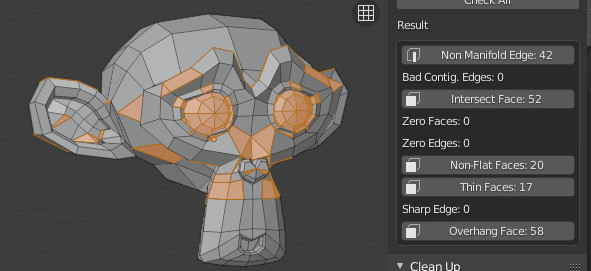 Check All
Result
Non Manifold Edge: 42
Bad Contig. Edges: 0
Intersect Face: 52
Zero Faces: 0
Zero Edges: 0
Non-Flat Faces: 20
Thin Faces: 17
Sharp Edge: 0
Overhang Face: 58
Clean Up